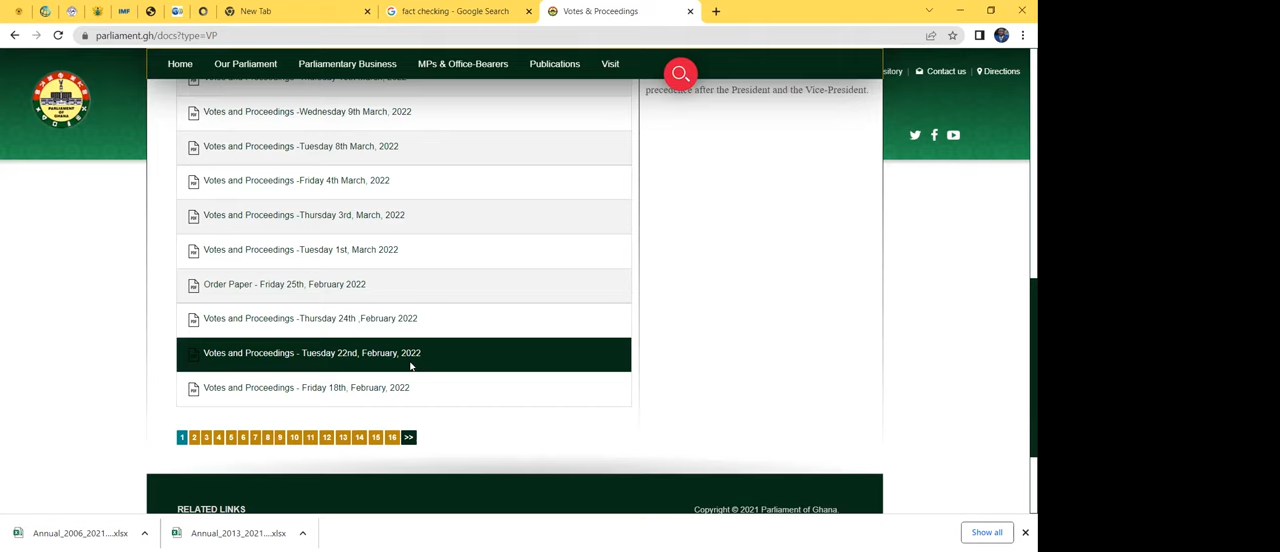 IMF
New Tab
fact checking - Google Search
Votes & Proceedings
parliament.gh/docs?type=VP
Home
Our Parliament
Parliamentary Business
MPs & Office-Bearers
Publications
Visit
Contact us
Directions
PARLIAMENT OF GHANA
precedence after the President and the Vice-President.
Votes and Proceedings -Wednesday 9th March, 2022
Votes and Proceedings -Tuesday 8th March, 2022
Votes and Proceedings -Friday 4th March, 2022
Votes and Proceedings -Thursday 3rd, March, 2022
Votes and Proceedings -Tuesday 1st, March 2022
Order Paper - Friday 25th, February 2022
Votes and Proceedings -Thursday 24th ,February 2022
Votes and Proceedings - Tuesday 22nd, February, 2022
Votes and Proceedings - Friday 18th, February, 2022
1 2 3 4 5 6 7 8 9 10 11 12 13 14 15 16 >>
RELATED LINKS
Copyright © 2021 Parliament of Ghana.
Annual_2006_2021....xlsx
Annual_2013_2021....xlsx
Show all